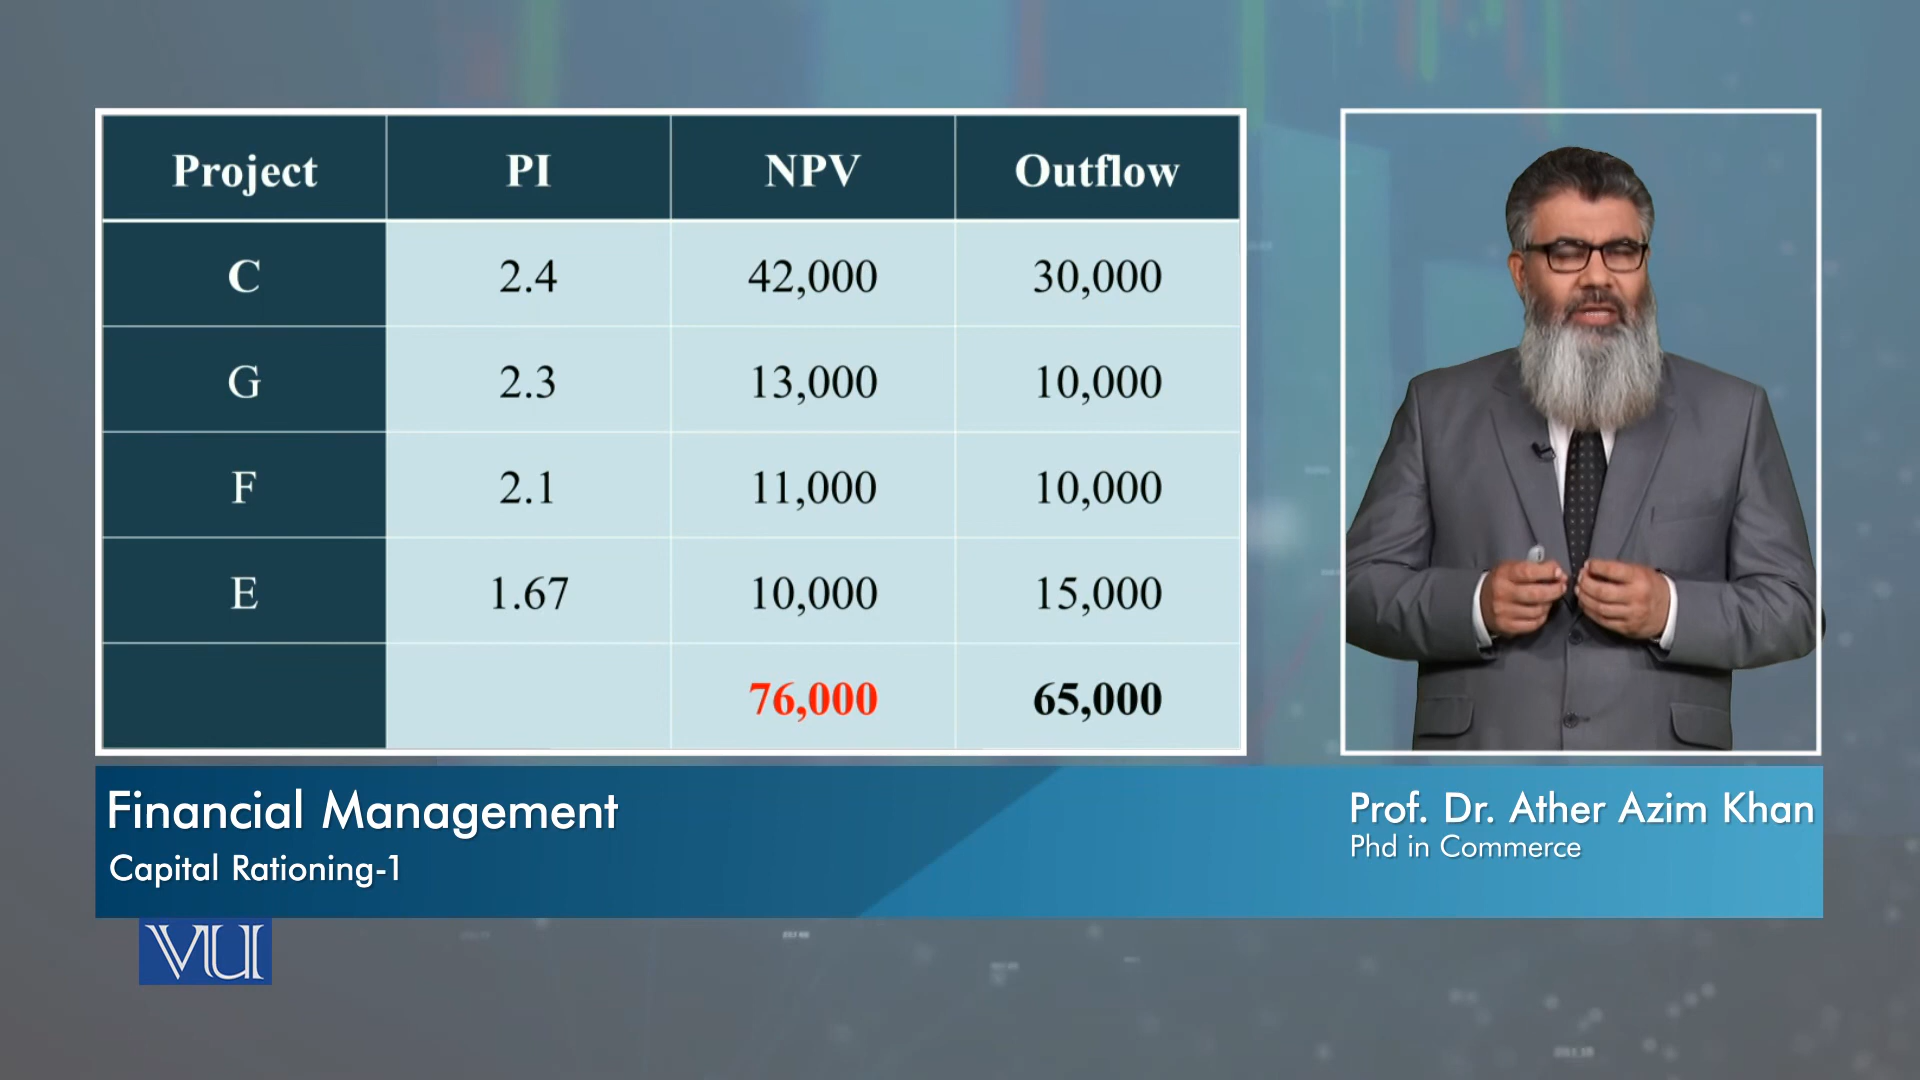 Project PI NPV Outflow
C 2.4 42,000 30,000
G 2.3 13,000 10,000
F 2.1 11,000 10,000
E 1.67 10,000 15,000
76,000 65,000
Financial Management
Capital Rationing-1
Prof. Dr. Ather Azim Khan
Phd in Commerce
VU